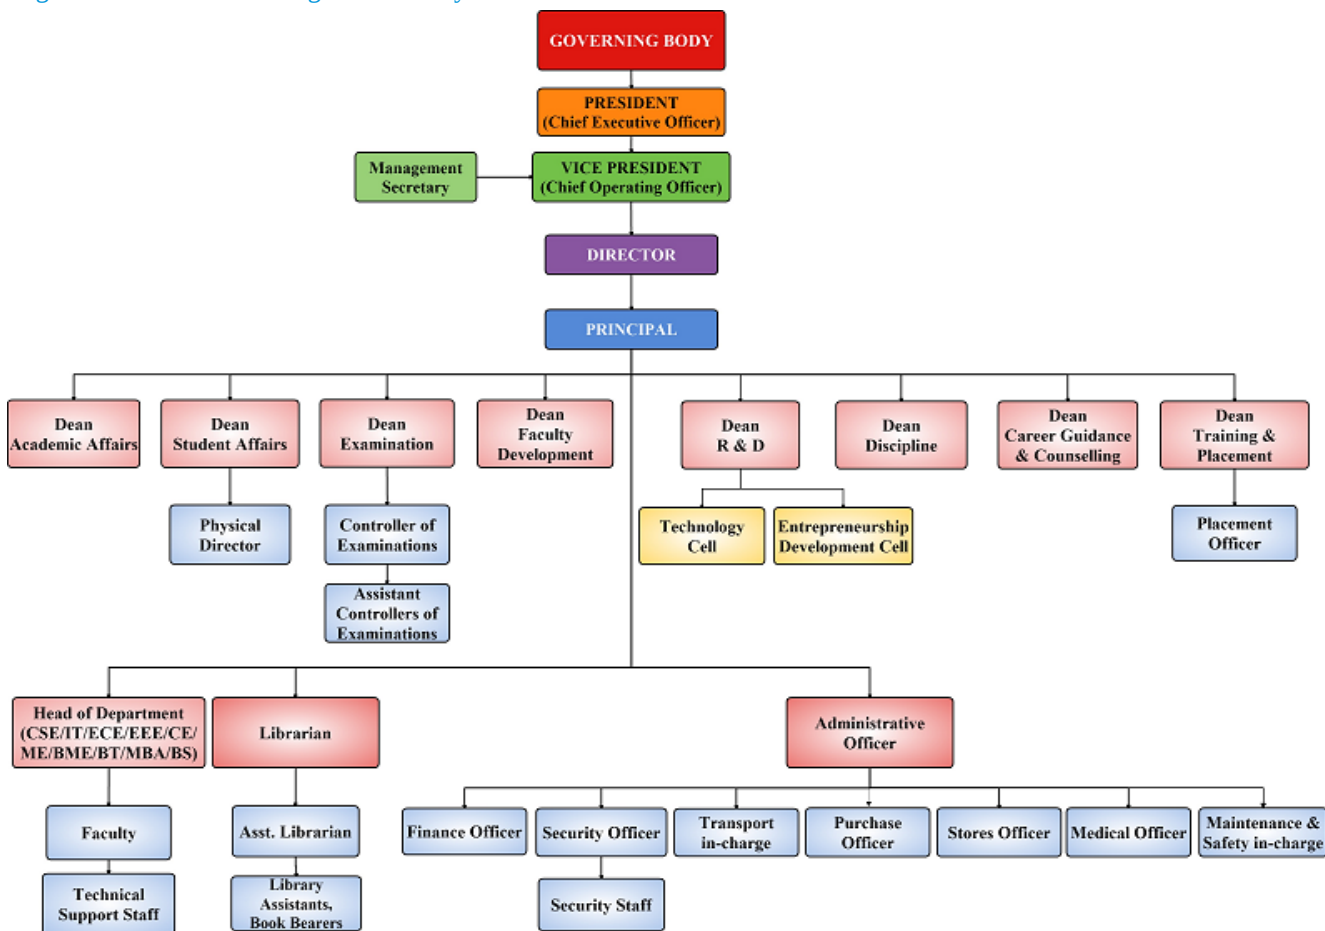 GOVERNING BODY
PRESIDENT
(Chief Executive Officer)
Management
Secretary
VICE PRESIDENT
(Chief Operating Officer)
DIRECTOR
PRINCIPAL
Dean
Academic Affairs
Dean
Student Affairs
Dean
Examination
Dean
Faculty
Development
Dean
R & D
Dean
Discipline
Dean
Career Guidance
& Counselling
Dean
Training &
Placement
Physical
Director
Controller of
Examinations
Technology
Cell
Entrepreneurship
Development Cell
Placement
Officer
Assistant
Controllers of
Examinations
Head of Department
(CSE/IT/ECE/EEE/CE/
ME/BME/BT/MBA/BS)
Librarian
Administrative
Officer
Faculty
Asst. Librarian
Finance Officer
Security Officer
Transport
in-charge
Purchase
Officer
Stores Officer
Medical Officer
Maintenance &
Safety in-charge
Technical
Support Staff
Library
Assistants,
Book Bearers
Security Staff